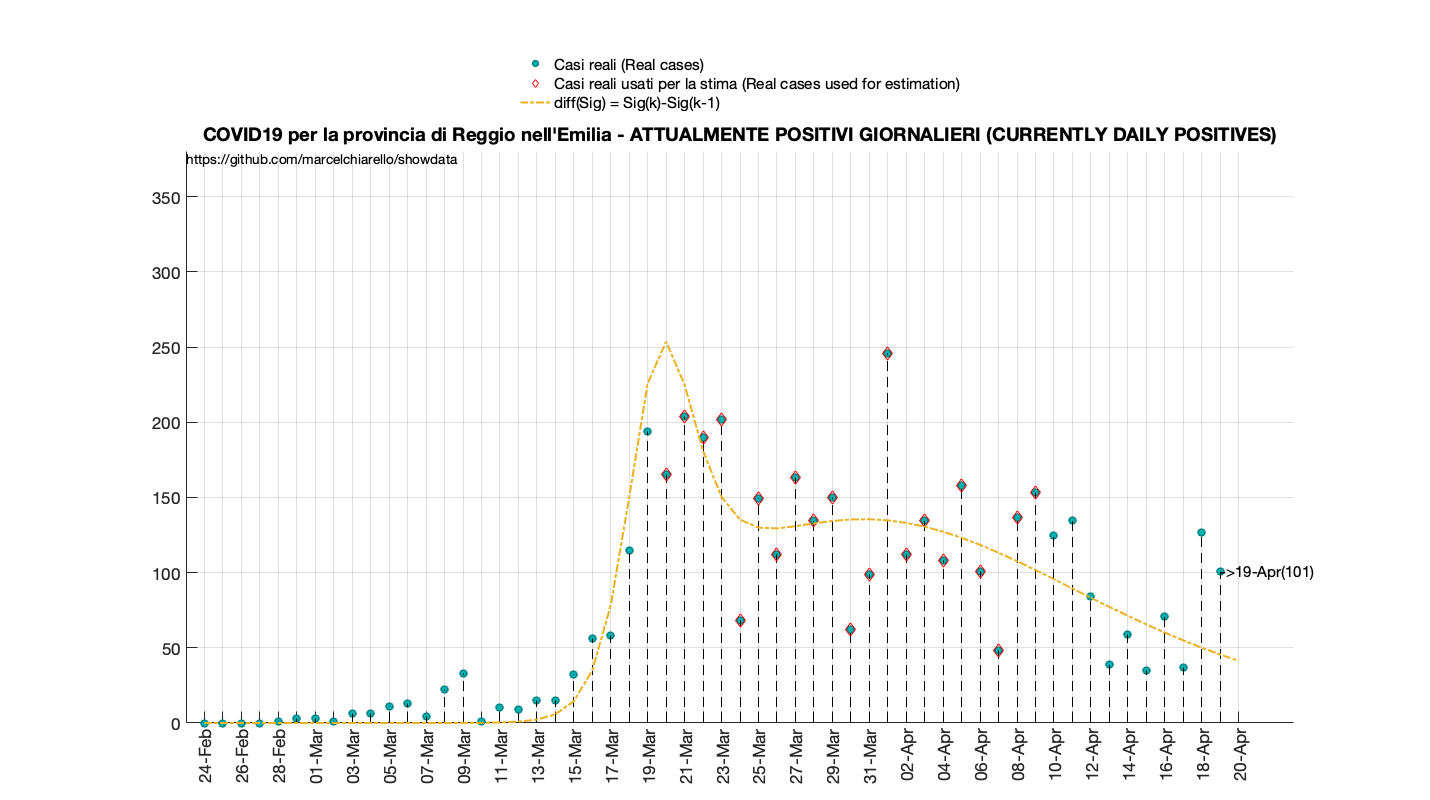 Casi reali (Real cases)
Casi reali usati per la stima (Real cases used for estimation)
diff(Sig) = Sig(k)-Sig(k-1)
COVID19 per la provincia di Reggio nell'Emilia - ATTUALMENTE POSITIVI GIORNALIERI (CURRENTLY DAILY POSITIVES)
https://github.com/marcelchiarello/showdata
350
300
250
200
150
100
50
0
->19-Apr(101)
24-Feb
26-Feb
28-Feb
01-Mar
03-Mar
05-Mar
07-Mar
09-Mar
11-Mar
13-Mar
15-Mar
17-Mar
19-Mar
21-Mar
23-Mar
25-Mar
27-Mar
29-Mar
31-Mar
02-Apr
04-Apr
06-Apr
08-Apr
10-Apr
12-Apr
14-Apr
16-Apr
18-Apr
20-Apr